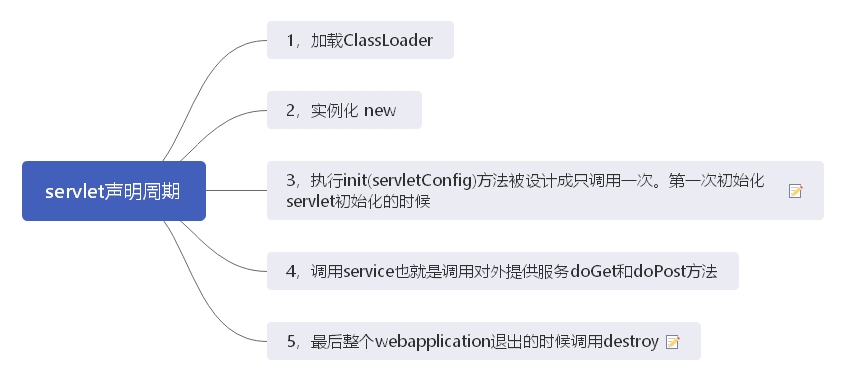 1，加载ClassLoader
2，实例化 new
servlet声明周期
3，执行init(servletConfig)方法被设计成只调用一次。第一次初始化
servlet初始化的时候
4，调用service也就是调用对外提供服务doGet和doPost方法
5，最后整个webapplication退出的时候调用destroy